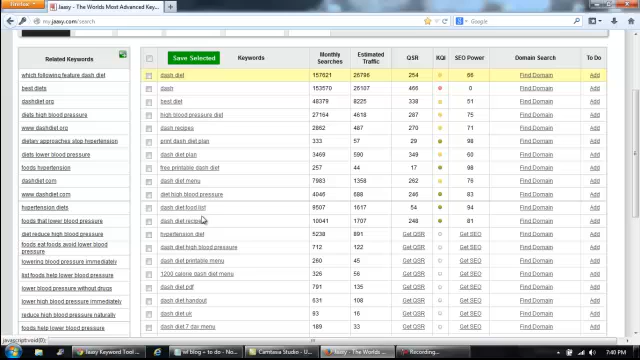 Firefox
Jaaxy - The Worlds Most Advanced Key...
my.jaaxy.com/search
Google
Related Keywords
Save Selected
Keywords
Monthly Searches
Estimated Traffic
QSR
KQI
SEO Power
Domain Search
To Do
which following feature dash diet
dash diet 157621 26796 254 66 Find Domain Add
best diets
dash 153570 26107 466 0 Find Domain Add
dashdiet org
best diet 48379 8225 338 51 Find Domain Add
diets high blood pressure
high blood pressure diet 27164 4618 287 75 Find Domain Add
www dashdiet org
dash recipes 2862 487 270 71 Find Domain Add
dietary approaches stop hypertension
print dash diet plan 333 57 29 98 Find Domain Add
diets lower blood pressure
dash diet plan 3469 590 349 60 Find Domain Add
foods hypertension
free printable dash diet 257 44 17 98 Find Domain Add
dash diet.com
dash diet menu 7983 1358 262 76 Find Domain Add
www dashdiet.com
diet high blood pressure 4046 688 246 83 Find Domain Add
hypertension diets
dash diet food list 9507 1617 54 94 Find Domain Add
foods that lower blood pressure
dash diet recipes 10041 1707 248 81 Find Domain Add
diet reduce high blood pressure
hypertension diet 5238 891 Get QSR Get SEO Find Domain Add
foods eat foods avoid lower blood pressure
dash diet high blood pressure 712 122 Get QSR Get SEO Find Domain Add
lowering blood pressure immediately
dash diet printable menu 260 45 Get QSR Get SEO Find Domain Add
list foods help lower blood pressure
1200 calorie dash diet menu 326 56 Get QSR Get SEO Find Domain Add
lower blood pressure without drugs
dash diet pdf 791 135 Get QSR Get SEO Find Domain Add
lower high blood pressure immediately
dash diet handout 631 108 Get QSR Get SEO Find Domain Add
reduce high blood pressure naturally
dash diet uk 94 16 Get QSR Get SEO Find Domain Add
foods help lower blood pressure
dash diet 7 day menu 189 33 Get QSR Get SEO Find Domain Add
javascript:void(0);
Jaaxy Keyword Tool ...
wl blog + to do - No...
Camtasia Studio - U...
Jaaxy - The Worlds ...
Recording...
7:40 PM